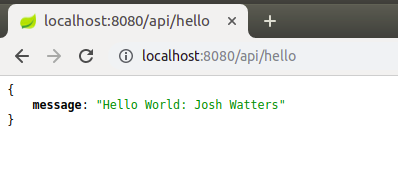 localhost:8080/api/hello
localhost:8080/api/hello
{
    message: "Hello World: Josh Watters"
}